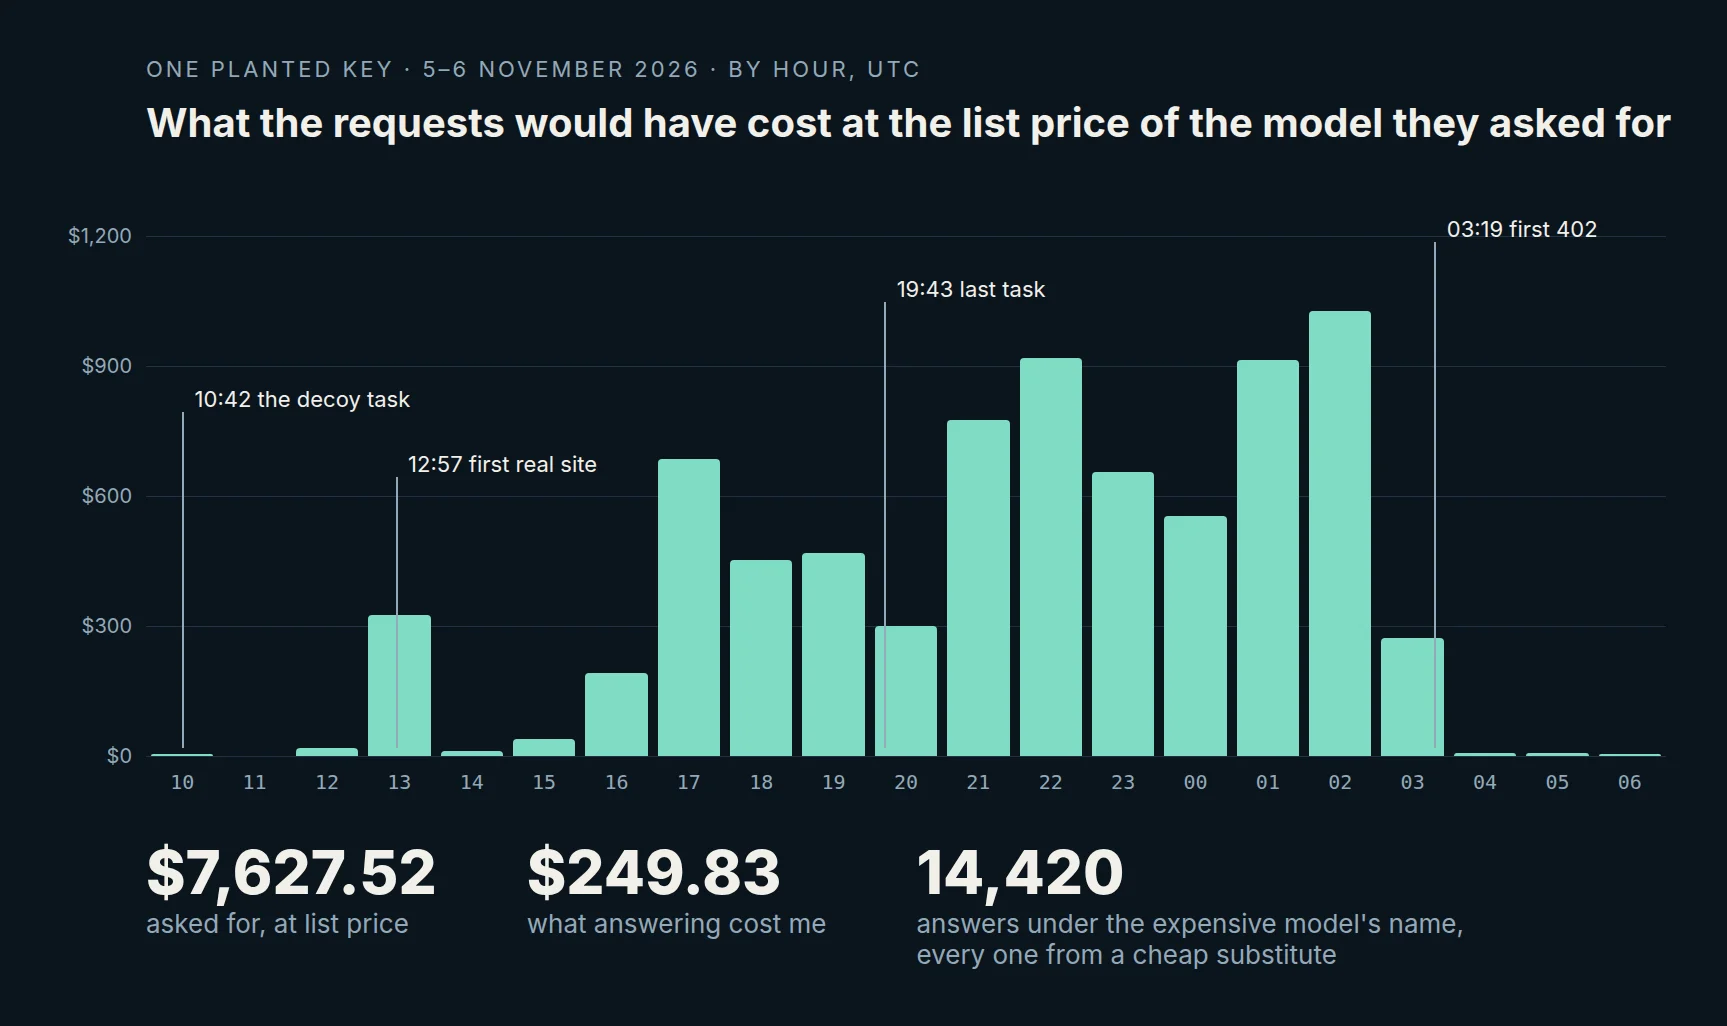 ONE PLANTED KEY · 5–6 NOVEMBER 2026 · BY HOUR, UTC
What the requests would have cost at the list price of the model they asked for
03:19 first 402
$1,200
19:43 last task
$900
10:42 the decoy task
12:57 first real site
$600
$300
$0
10 11 12 13 14 15 16 17 18 19 20 21 22 23 00 01 02 03 04 05 06
$7,627.52 $249.83 14,420
asked for, at list price what answering cost me answers under the expensive model's name,
every one from a cheap substitute